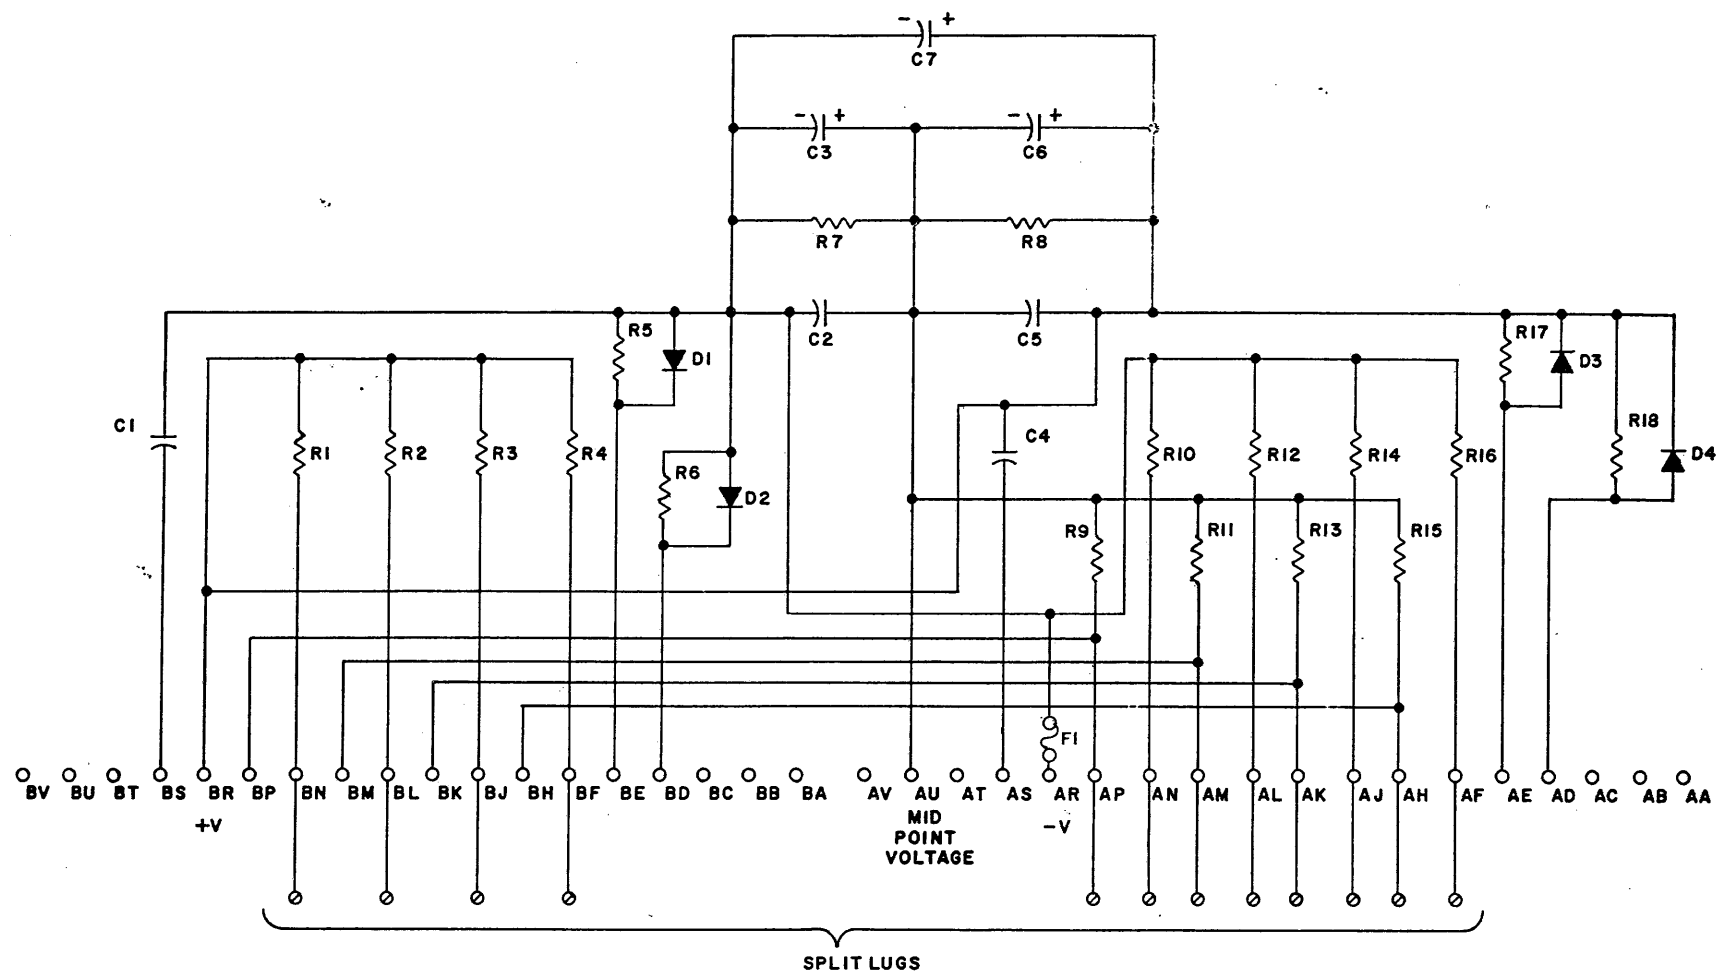 - +
C7
- + - +
C3 C6
R7 R8
C2 C5
R5 D1 R17 D3
C1 R1 R2 R3 R4 C4 R10 R12 R14 R16 R18 D4
R6 D2
R9 R11 R13 R15
F1
BV BU BT BS BR BP BN BM BL BK BJ BH BF BE BD BC BB BA AV AU AT AS AR AP AN AM AL AK AJ AH AF AE AD AC AB AA
+V MID -V
POINT
VOLTAGE
SPLIT LUGS